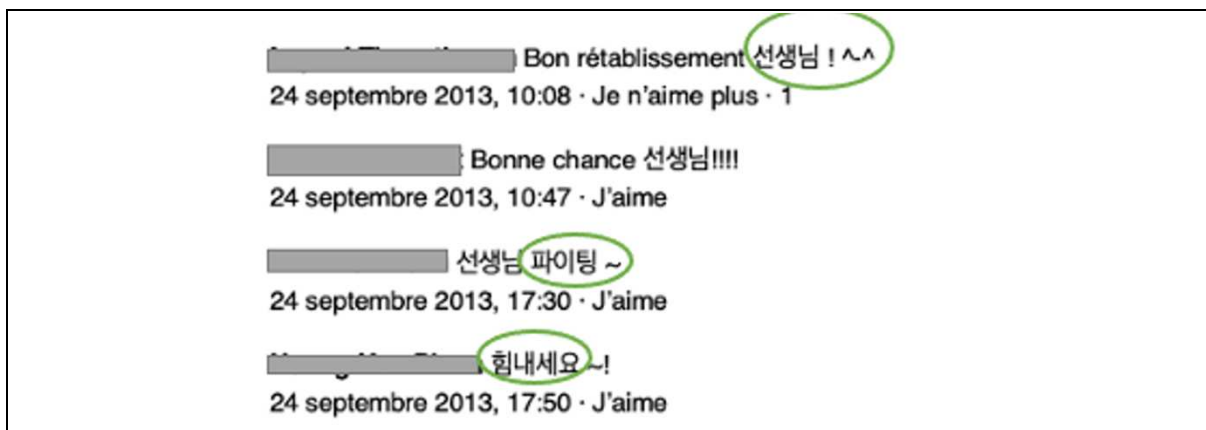 Bon rétablissement 선생님 ! ^^
24 septembre 2013, 10:08 · Je n'aime plus · 1
Bonne chance 선생님!!!!
24 septembre 2013, 10:47 · J'aime
선생님 파이팅 ~
24 septembre 2013, 17:30 · J'aime
힘내세요 ~!
24 septembre 2013, 17:50 · J'aime